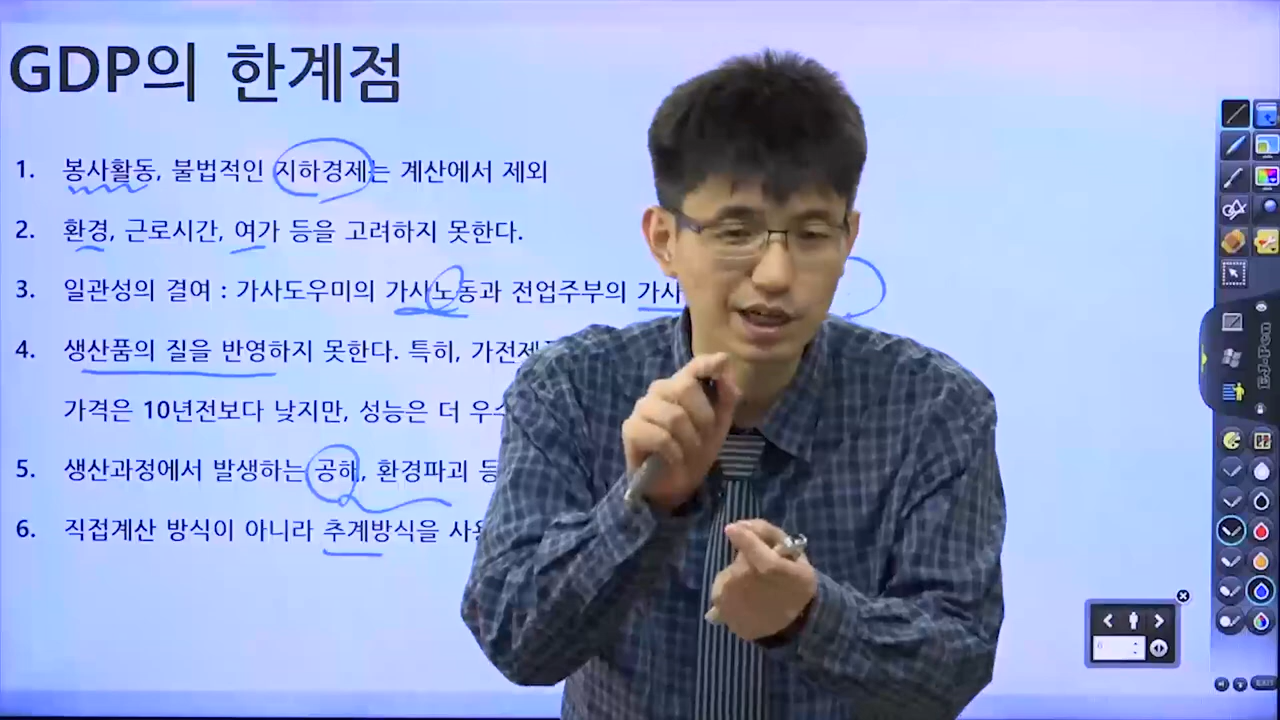 GDP의 한계점
1. 봉사활동, 불법적인 지하경제는 계산에서 제외
2. 환경, 근로시간, 여가 등을 고려하지 못한다.
3. 일관성의 결여 : 가사도우미의 가사노동과 전업주부의 가사
4. 생산품의 질을 반영하지 못한다. 특히, 가전제
가격은 10년전보다 낮지만, 성능은 더 우수
5. 생산과정에서 발생하는 공해, 환경파괴 등
6. 직접계산 방식이 아니라 추계방식을 사용
EJ-Pen
EXIT
0